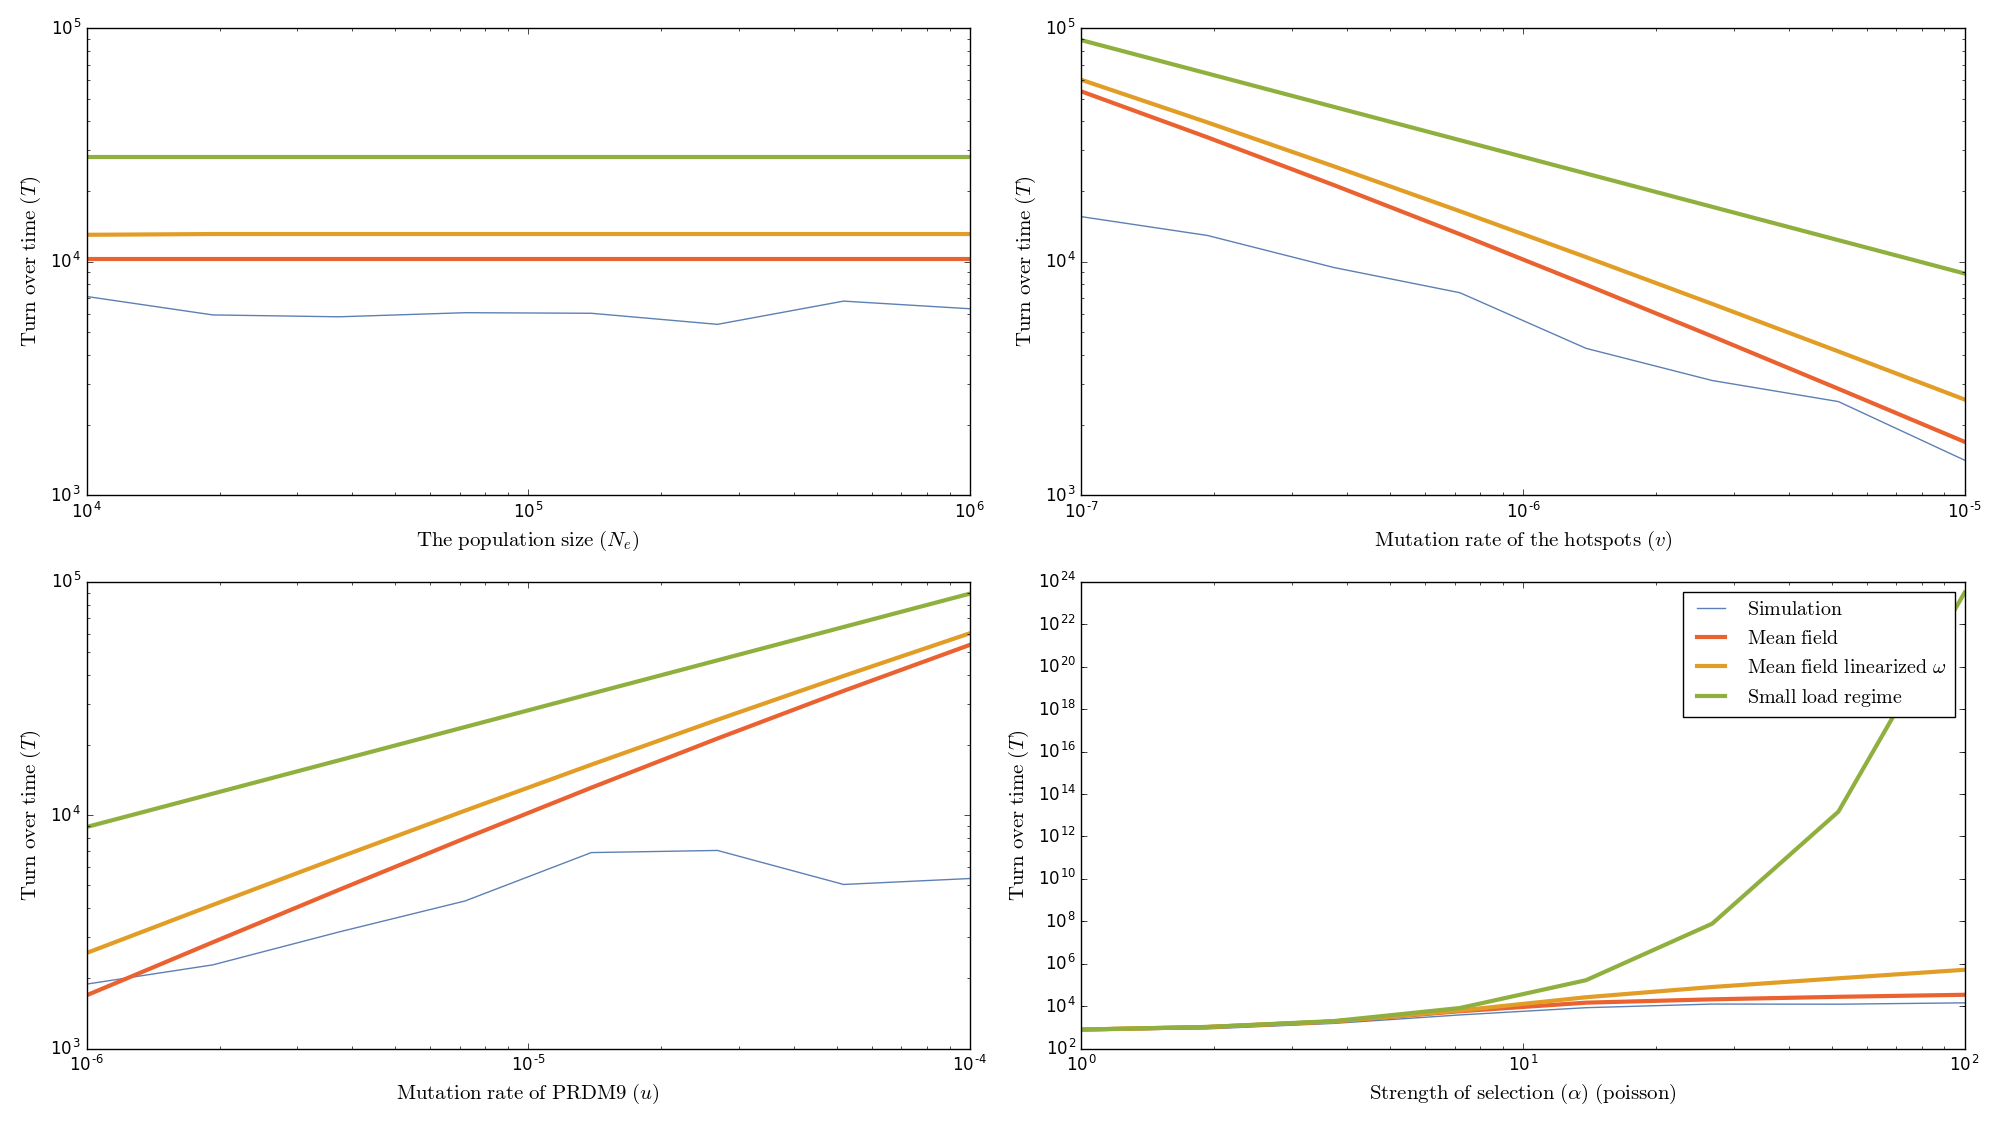 10^5
10^4
10^3
Turn over time (T)
10^4 10^5 10^6
The population size (N_e)
10^5
10^4
10^3
Turn over time (T)
10^-7 10^-6 10^-5
Mutation rate of the hotspots (v)
10^5
10^4
10^3
Turn over time (T)
10^-6 10^-5 10^-4
Mutation rate of PRDM9 (u)
10^24
10^22
10^20
10^18
10^16
10^14
10^12
10^10
10^8
10^6
10^4
10^2
Turn over time (T)
Simulation
Mean field
Mean field linearized ω
Small load regime
10^0 10^1 10^2
Strength of selection (α) (poisson)